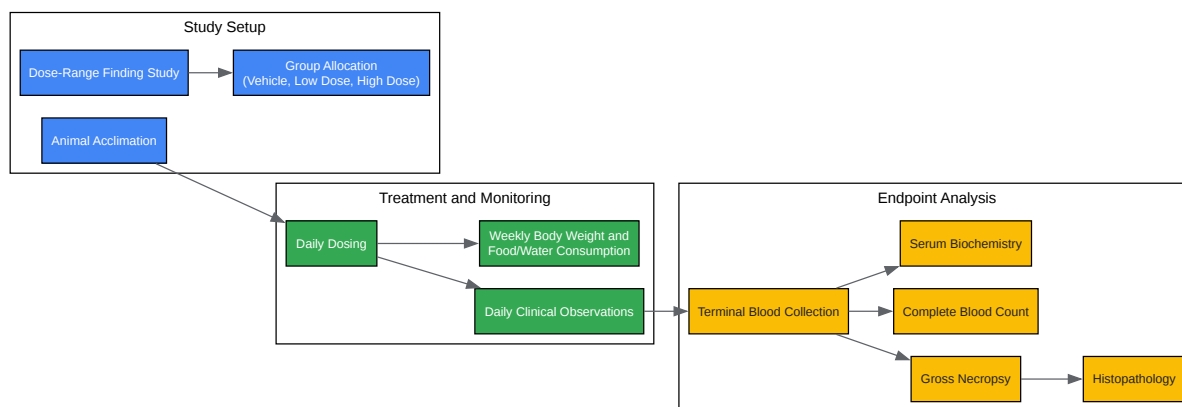 Study Setup
Dose-Range Finding Study
Group Allocation
(Vehicle, Low Dose, High Dose)
Animal Acclimation
Treatment and Monitoring
Daily Dosing
Weekly Body Weight and
Food/Water Consumption
Daily Clinical Observations
Endpoint Analysis
Serum Biochemistry
Terminal Blood Collection
Complete Blood Count
Gross Necropsy
Histopathology